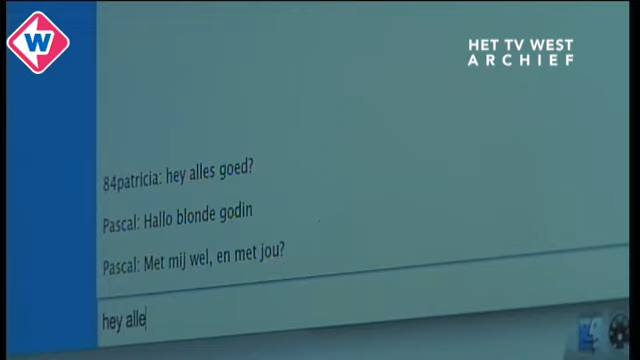 W
HET TV WEST
ARCHIEF
84patricia: hey alles goed?
Pascal: Hallo blonde godin
Pascal: Met mij wel, en met jou?
hey alle